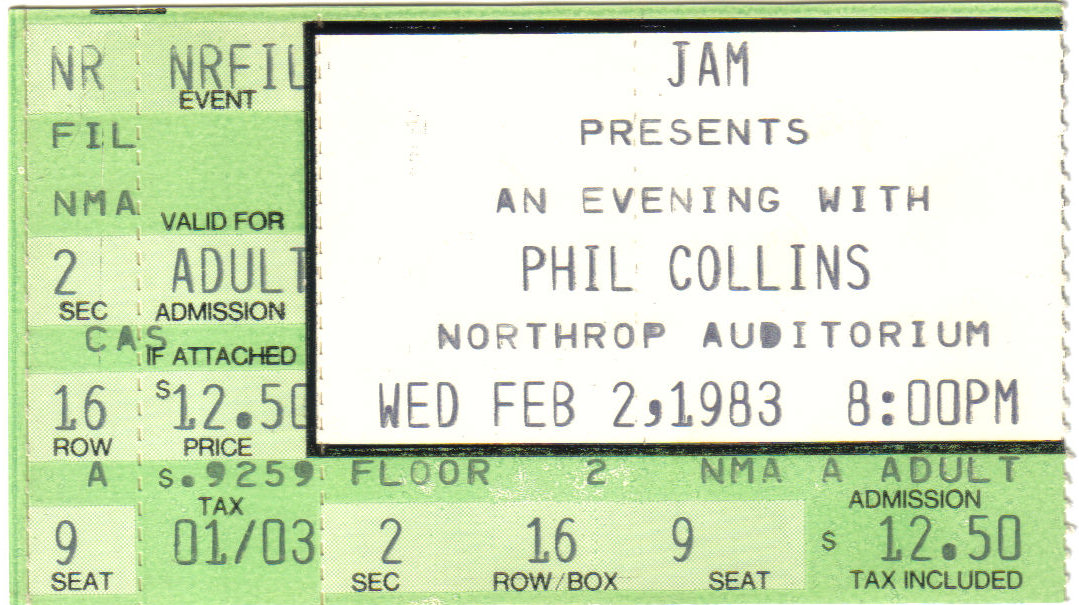 NR NRFIL
EVENT
FIL
NMA
VALID FOR
2 ADULT
SEC ADMISSION
CAS
IF ATTACHED
16 $12.50
ROW PRICE
A $.9259
TAX
9 01/03
SEAT
JAM
PRESENTS
AN EVENING WITH
PHIL COLLINS
NORTHROP AUDITORIUM
WED FEB 2,1983 8:00PM
FLOOR 2 NMA A ADULT
ADMISSION
2 16 9 $ 12.50
SEC ROW/BOX SEAT TAX INCLUDED